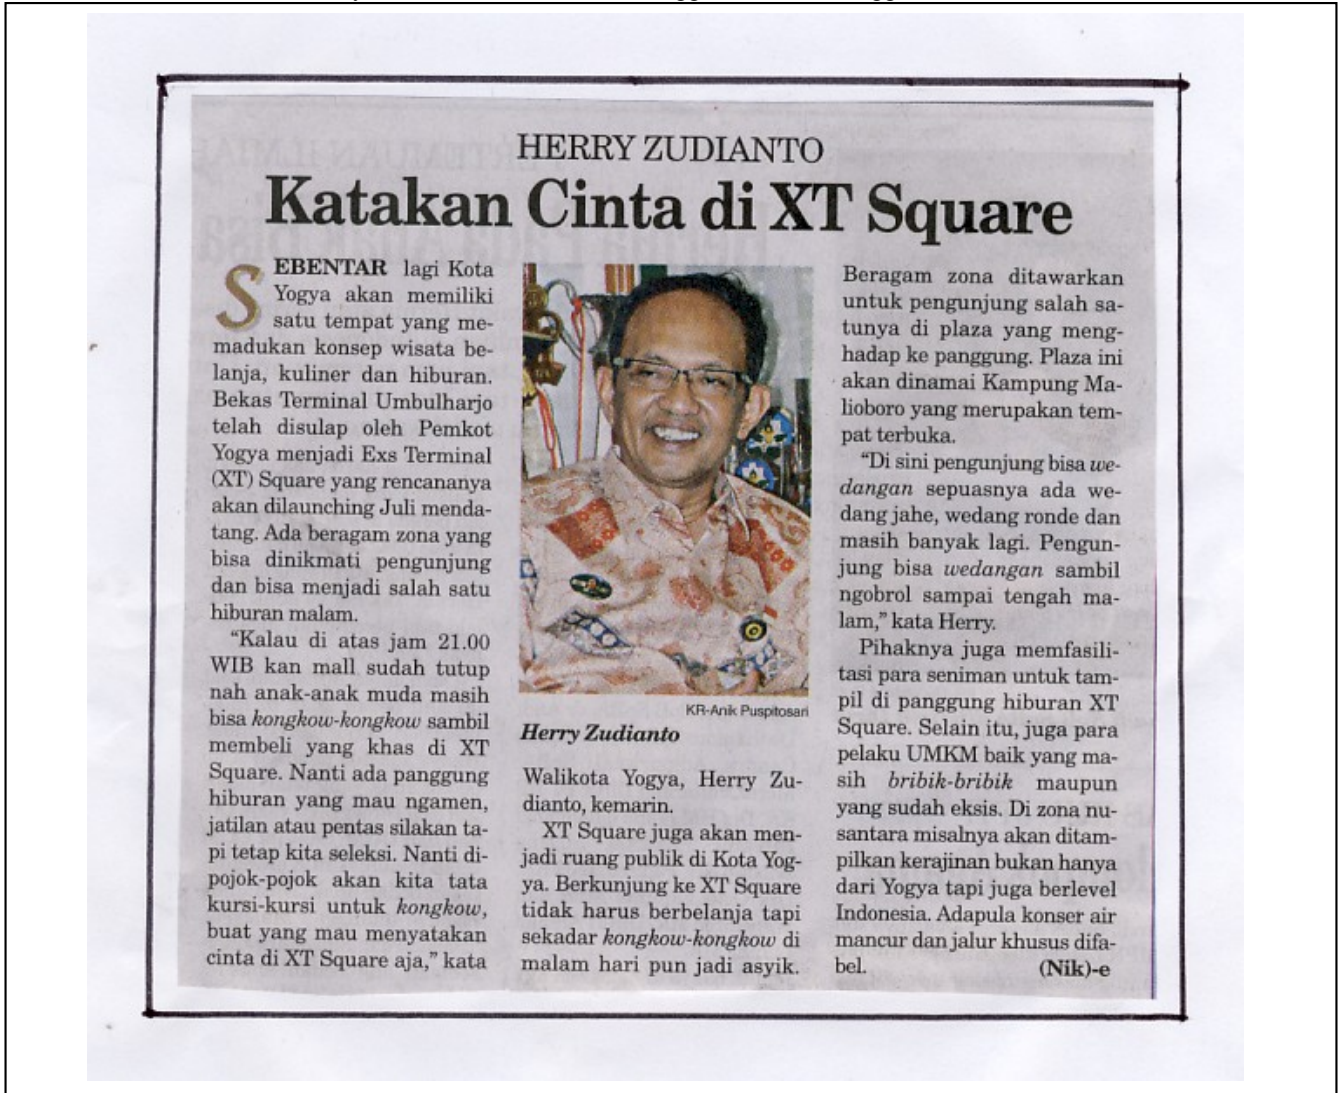 HERRY ZUDIANTO
Katakan Cinta di XT Square
SEBENTAR lagi Kota
Yogya akan memiliki
satu tempat yang me-
madukan konsep wisata be-
lanja, kuliner dan hiburan.
Bekas Terminal Umbulharjo
telah disulap oleh Pemkot
Yogya menjadi Exs Terminal
(XT) Square yang rencananya
akan dilaunching Juli menda-
tang. Ada beragam zona yang
bisa dinikmati pengunjung
dan bisa menjadi salah satu
hiburan malam.
“Kalau di atas jam 21.00
WIB kan mall sudah tutup
nah anak-anak muda masih
bisa kongkow-kongkow sambil
membeli yang khas di XT
Square. Nanti ada panggung
hiburan yang mau ngamen,
jatilan atau pentas silakan ta-
pi tetap kita seleksi. Nanti di-
pojok-pojok akan kita tata
kursi-kursi untuk kongkow,
buat yang mau menyatakan
cinta di XT Square aja,” kata
KR-Anik Puspitosari
Herry Zudianto
Walikota Yogya, Herry Zu-
dianto, kemarin.
XT Square juga akan men-
jadi ruang publik di Kota Yog-
ya. Berkunjung ke XT Square
tidak harus berbelanja tapi
sekadar kongkow-kongkow di
malam hari pun jadi asyik.
Beragam zona ditawarkan
untuk pengunjung salah sa-
tunya di plaza yang meng-
hadap ke panggung. Plaza ini
akan dinamai Kampung Ma-
lioboro yang merupakan tem-
pat terbuka.
“Di sini pengunjung bisa we-
dangan sepuasnya ada we-
dang jahe, wedang ronde dan
masih banyak lagi. Pengun-
jung bisa wedangan sambil
ngobrol sampai tengah ma-
lam,” kata Herry.
Pihaknya juga memfasili-
tasi para seniman untuk tam-
pil di panggung hiburan XT
Square. Selain itu, juga para
pelaku UMKM baik yang ma-
sih bribik-bribik maupun
yang sudah eksis. Di zona nu-
santara misalnya akan ditam-
pilkan kerajinan bukan hanya
dari Yogya tapi juga berlevel
Indonesia. Adapula konser air
mancur dan jalur khusus difa-
bel. (Nik)-e